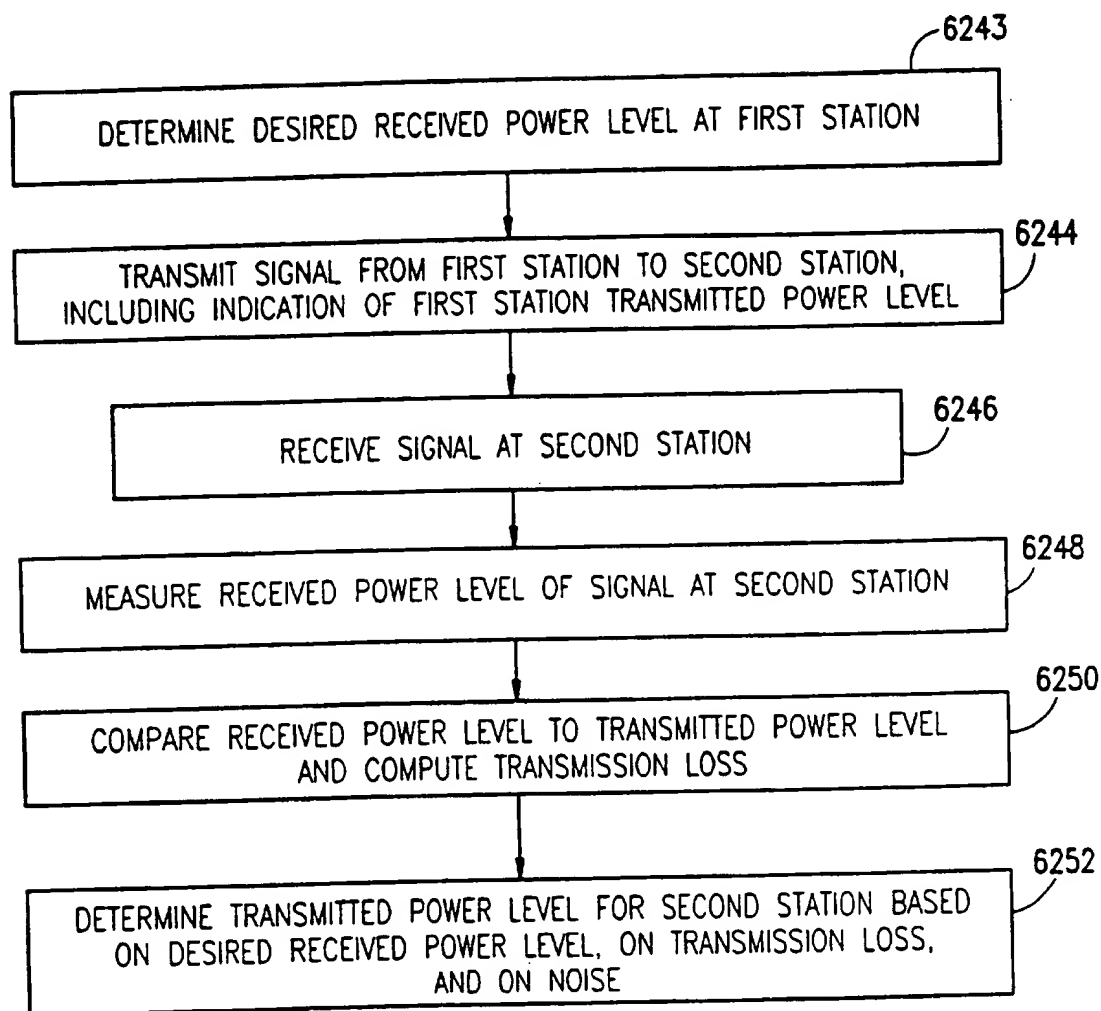 6243
DETERMINE DESIRED RECEIVED POWER LEVEL AT FIRST STATION
6244
TRANSMIT SIGNAL FROM FIRST STATION TO SECOND STATION,
INCLUDING INDICATION OF FIRST STATION TRANSMITTED POWER LEVEL
6246
RECEIVE SIGNAL AT SECOND STATION
6248
MEASURE RECEIVED POWER LEVEL OF SIGNAL AT SECOND STATION
6250
COMPARE RECEIVED POWER LEVEL TO TRANSMITTED POWER LEVEL
AND COMPUTE TRANSMISSION LOSS
6252
DETERMINE TRANSMITTED POWER LEVEL FOR SECOND STATION BASED
ON DESIRED RECEIVED POWER LEVEL, ON TRANSMISSION LOSS,
AND ON NOISE